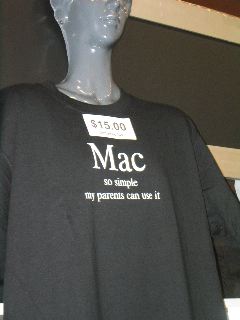 $15.00
Mac
so simple
my parents can use it